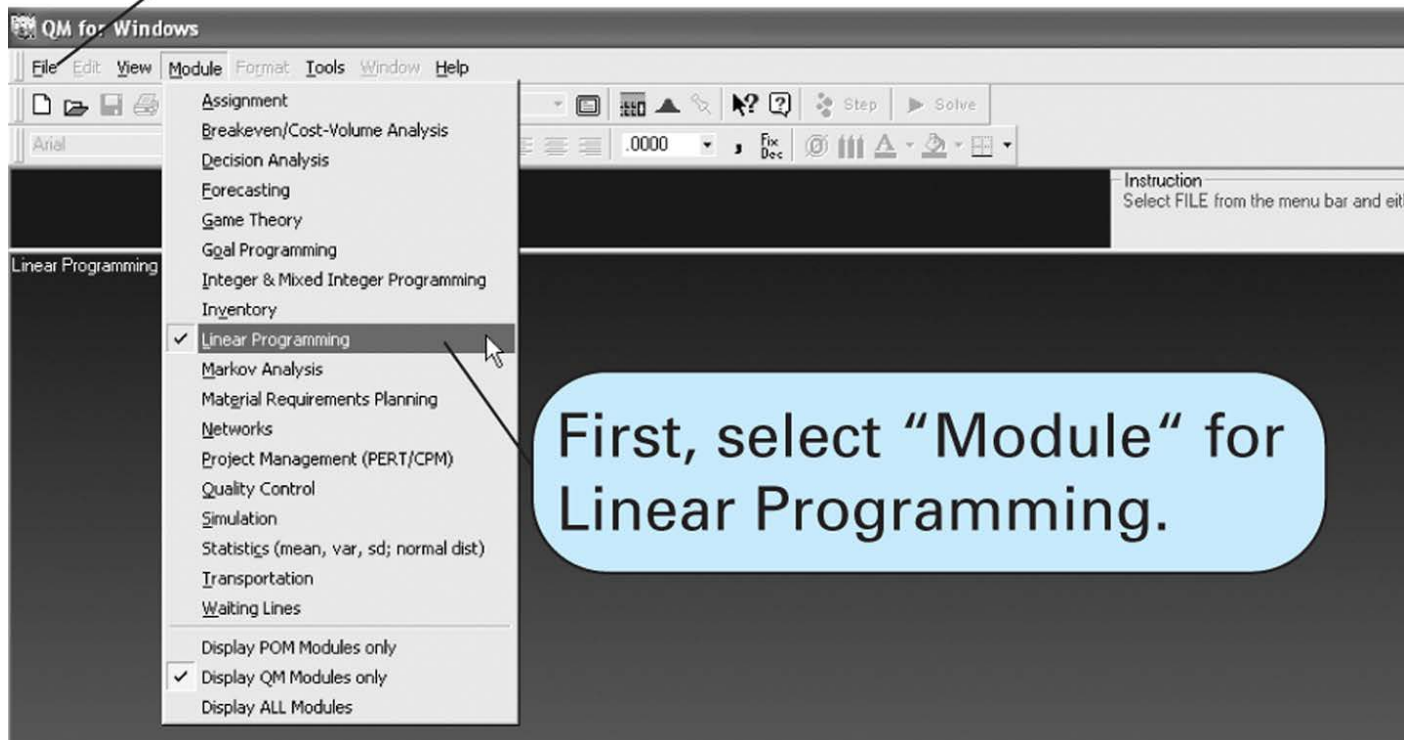 QM for Windows
File Edit View Module Format Tools Window Help
Step Solve
Arial .0000 Fix Dec
Instruction
Select FILE from the menu bar and eit
Linear Programming
Assignment
Breakeven/Cost-Volume Analysis
Decision Analysis
Forecasting
Game Theory
Goal Programming
Integer & Mixed Integer Programming
Inventory
Linear Programming
Markov Analysis
Material Requirements Planning
Networks
Project Management (PERT/CPM)
Quality Control
Simulation
Statistics (mean, var, sd; normal dist)
Transportation
Waiting Lines
Display POM Modules only
Display QM Modules only
Display ALL Modules
First, select “Module“ for
Linear Programming.